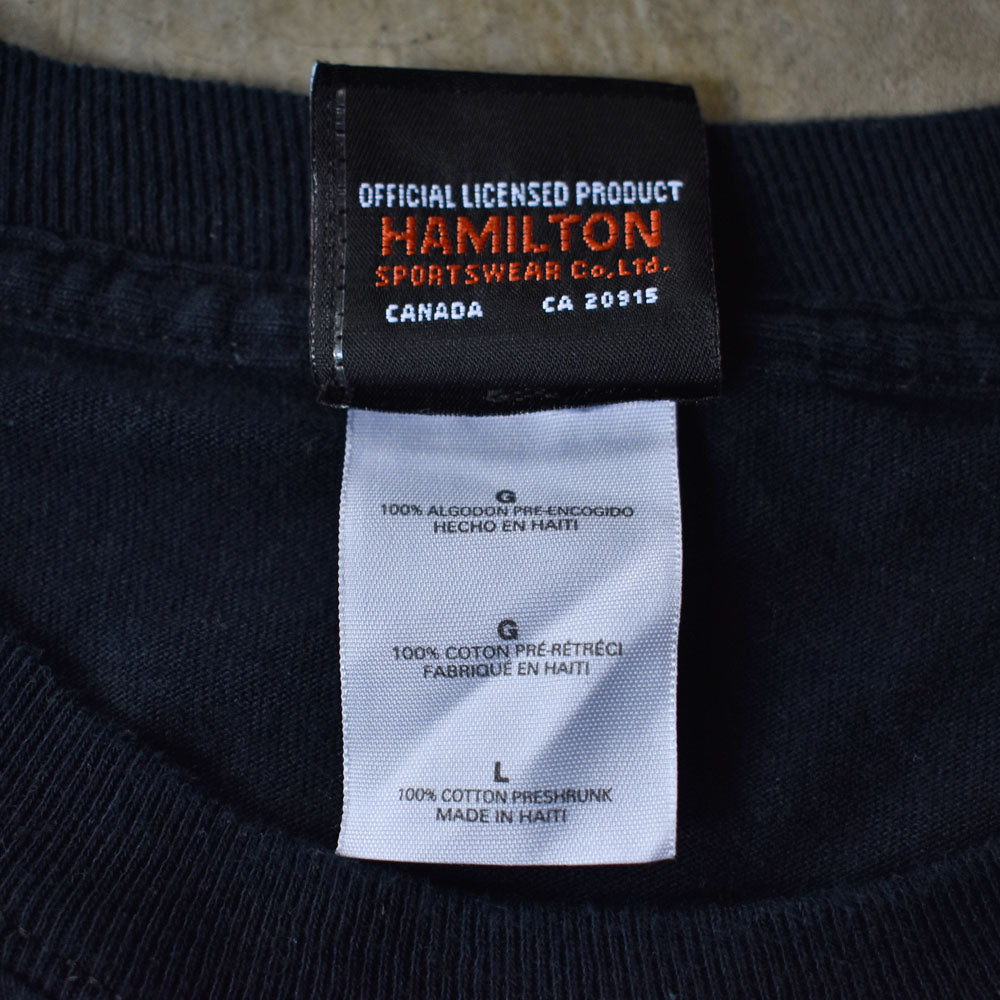 OFFICIAL LICENSED PRODUCT
HAMILTON
SPORTSWEAR Co,Ltd.
CANADA CA 20915
G
100% ALGODON PRE-ENCOGIDO
HECHO EN HAITI
G
100% COTON PRÉ-RÉTRÉCI
FABRIQUÉ EN HAITI
L
100% COTTON PRESHRUNK
MADE IN HAITI